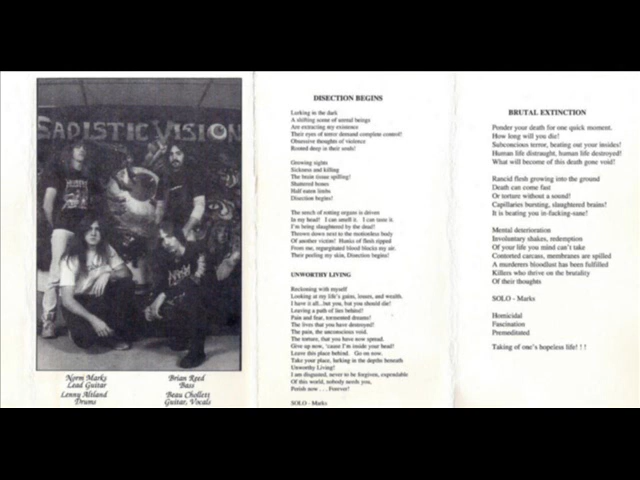 SADISTIC VISION
Norm Marks
Lead Guitar
Lenny Altland
Drums
Brian Reed
Bass
Beau Chollett
Guitar, Vocals
DISECTION BEGINS
Lurking in the dark
A shifting some of unreal beings
Are extracting my existence
Their eyes of terror demand complete control!
Obsessive thoughts of violence
Rooted deep in their souls!
Growing sights
Sickness and killing
The brain tissue spilling!
Shattered bones
Half eaten limbs
Disection begins!
The stench of rotting organs is driven
In my head! I can smell it. I can taste it.
I'm being slaughtered by the dead!
Thrown down next to the motionless body
Of another victim! Hunks of flesh ripped
From me, regurgitated blood blocks my air.
Their peeling my skin, Disection begins!
UNWORTHY LIVING
Reckoning with myself
Looking at my life's gains, losses, and wealth.
I have it all...but you, but you should die!
Leaving a path of lies behind!
Pain and fear, tormented dreams!
The lives that you have destroyed!
The pain, the unconscious void.
The torture, that you have now spread.
Give up now, 'cause I'm inside your head!
Leave this place behind. Go on now.
Take your place, lurking in the depths beneath
Unworthy Living!
I am disgusted, never to be forgiven, expendable
Of this world, nobody needs you,
Perish now . . . Forever!
SOLO - Marks
BRUTAL EXTINCTION
Ponder your death for one quick moment.
How long will you die!
Subconcious terror, beating out your insides!
Human life distraught, human life destroyed!
What will become of this death gone void!
Rancid flesh growing into the ground
Death can come fast
Or torture without a sound!
Capillaries bursting, slaughtered brains!
It is beating you in-fucking-sane!
Mental deterioration
Involuntary shakes, redemption
Of your life you mind can't take
Contorted carcass, membranes are spilled
A murderers bloodlust has been fulfilled
Killers who thrive on the brutality
Of their thoughts
SOLO - Marks
Homicidal
Fascination
Premeditated
Taking of one's hopeless life! ! !